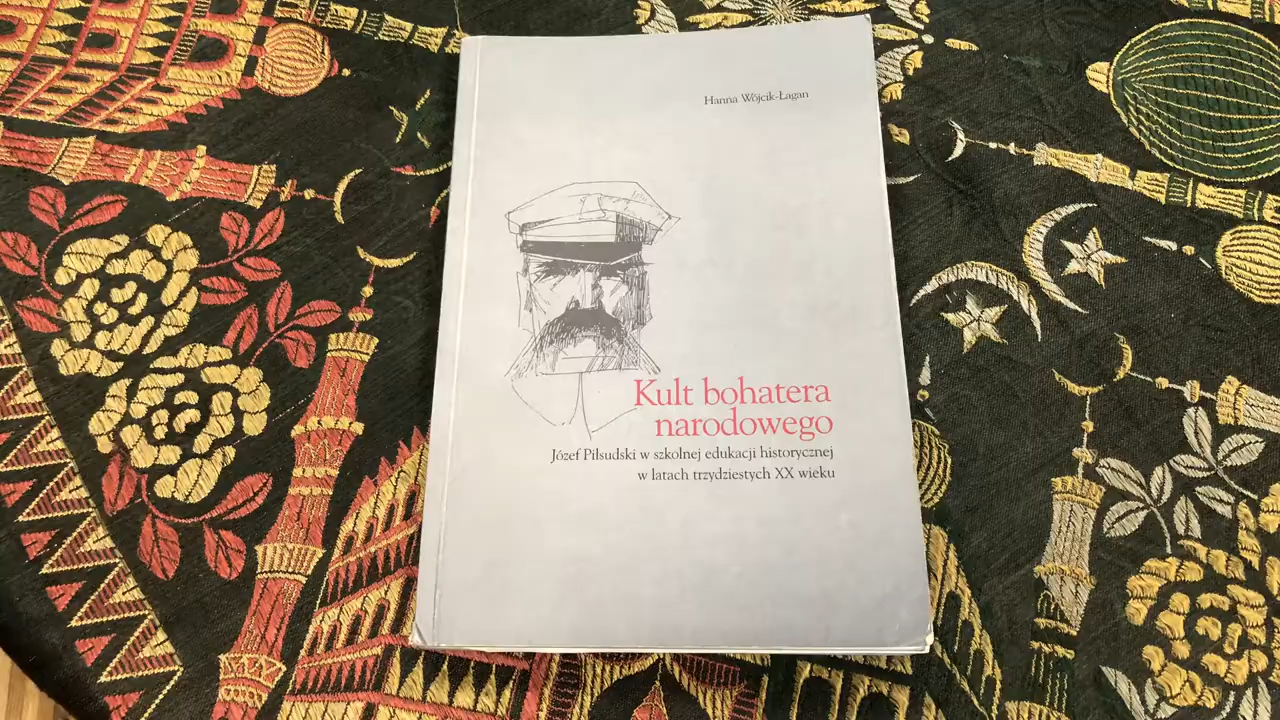 Hanna Wójcik-Łagan
Kult bohatera
narodowego
Józef Piłsudski w szkolnej edukacji historycznej
w latach trzydziestych XX wieku